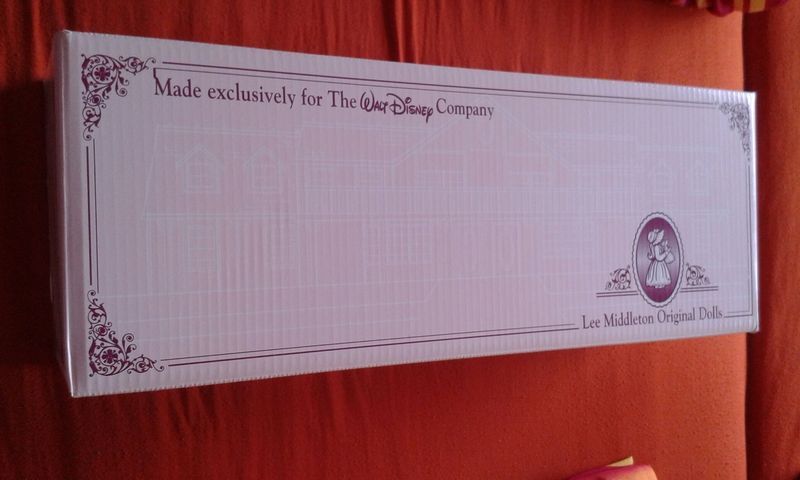 Made exclusively for The Walt Disney Company
Lee Middleton Original Dolls